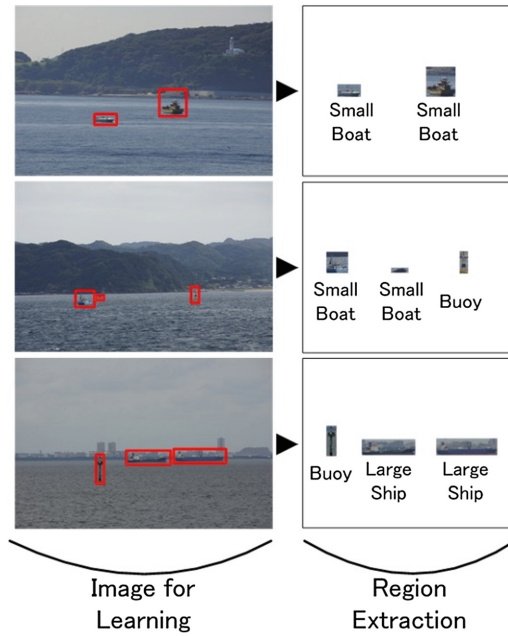 Small Boat
Small Boat
Small Boat
Small Boat
Buoy
Buoy
Large Ship
Large Ship
Image for
Learning
Region
Extraction